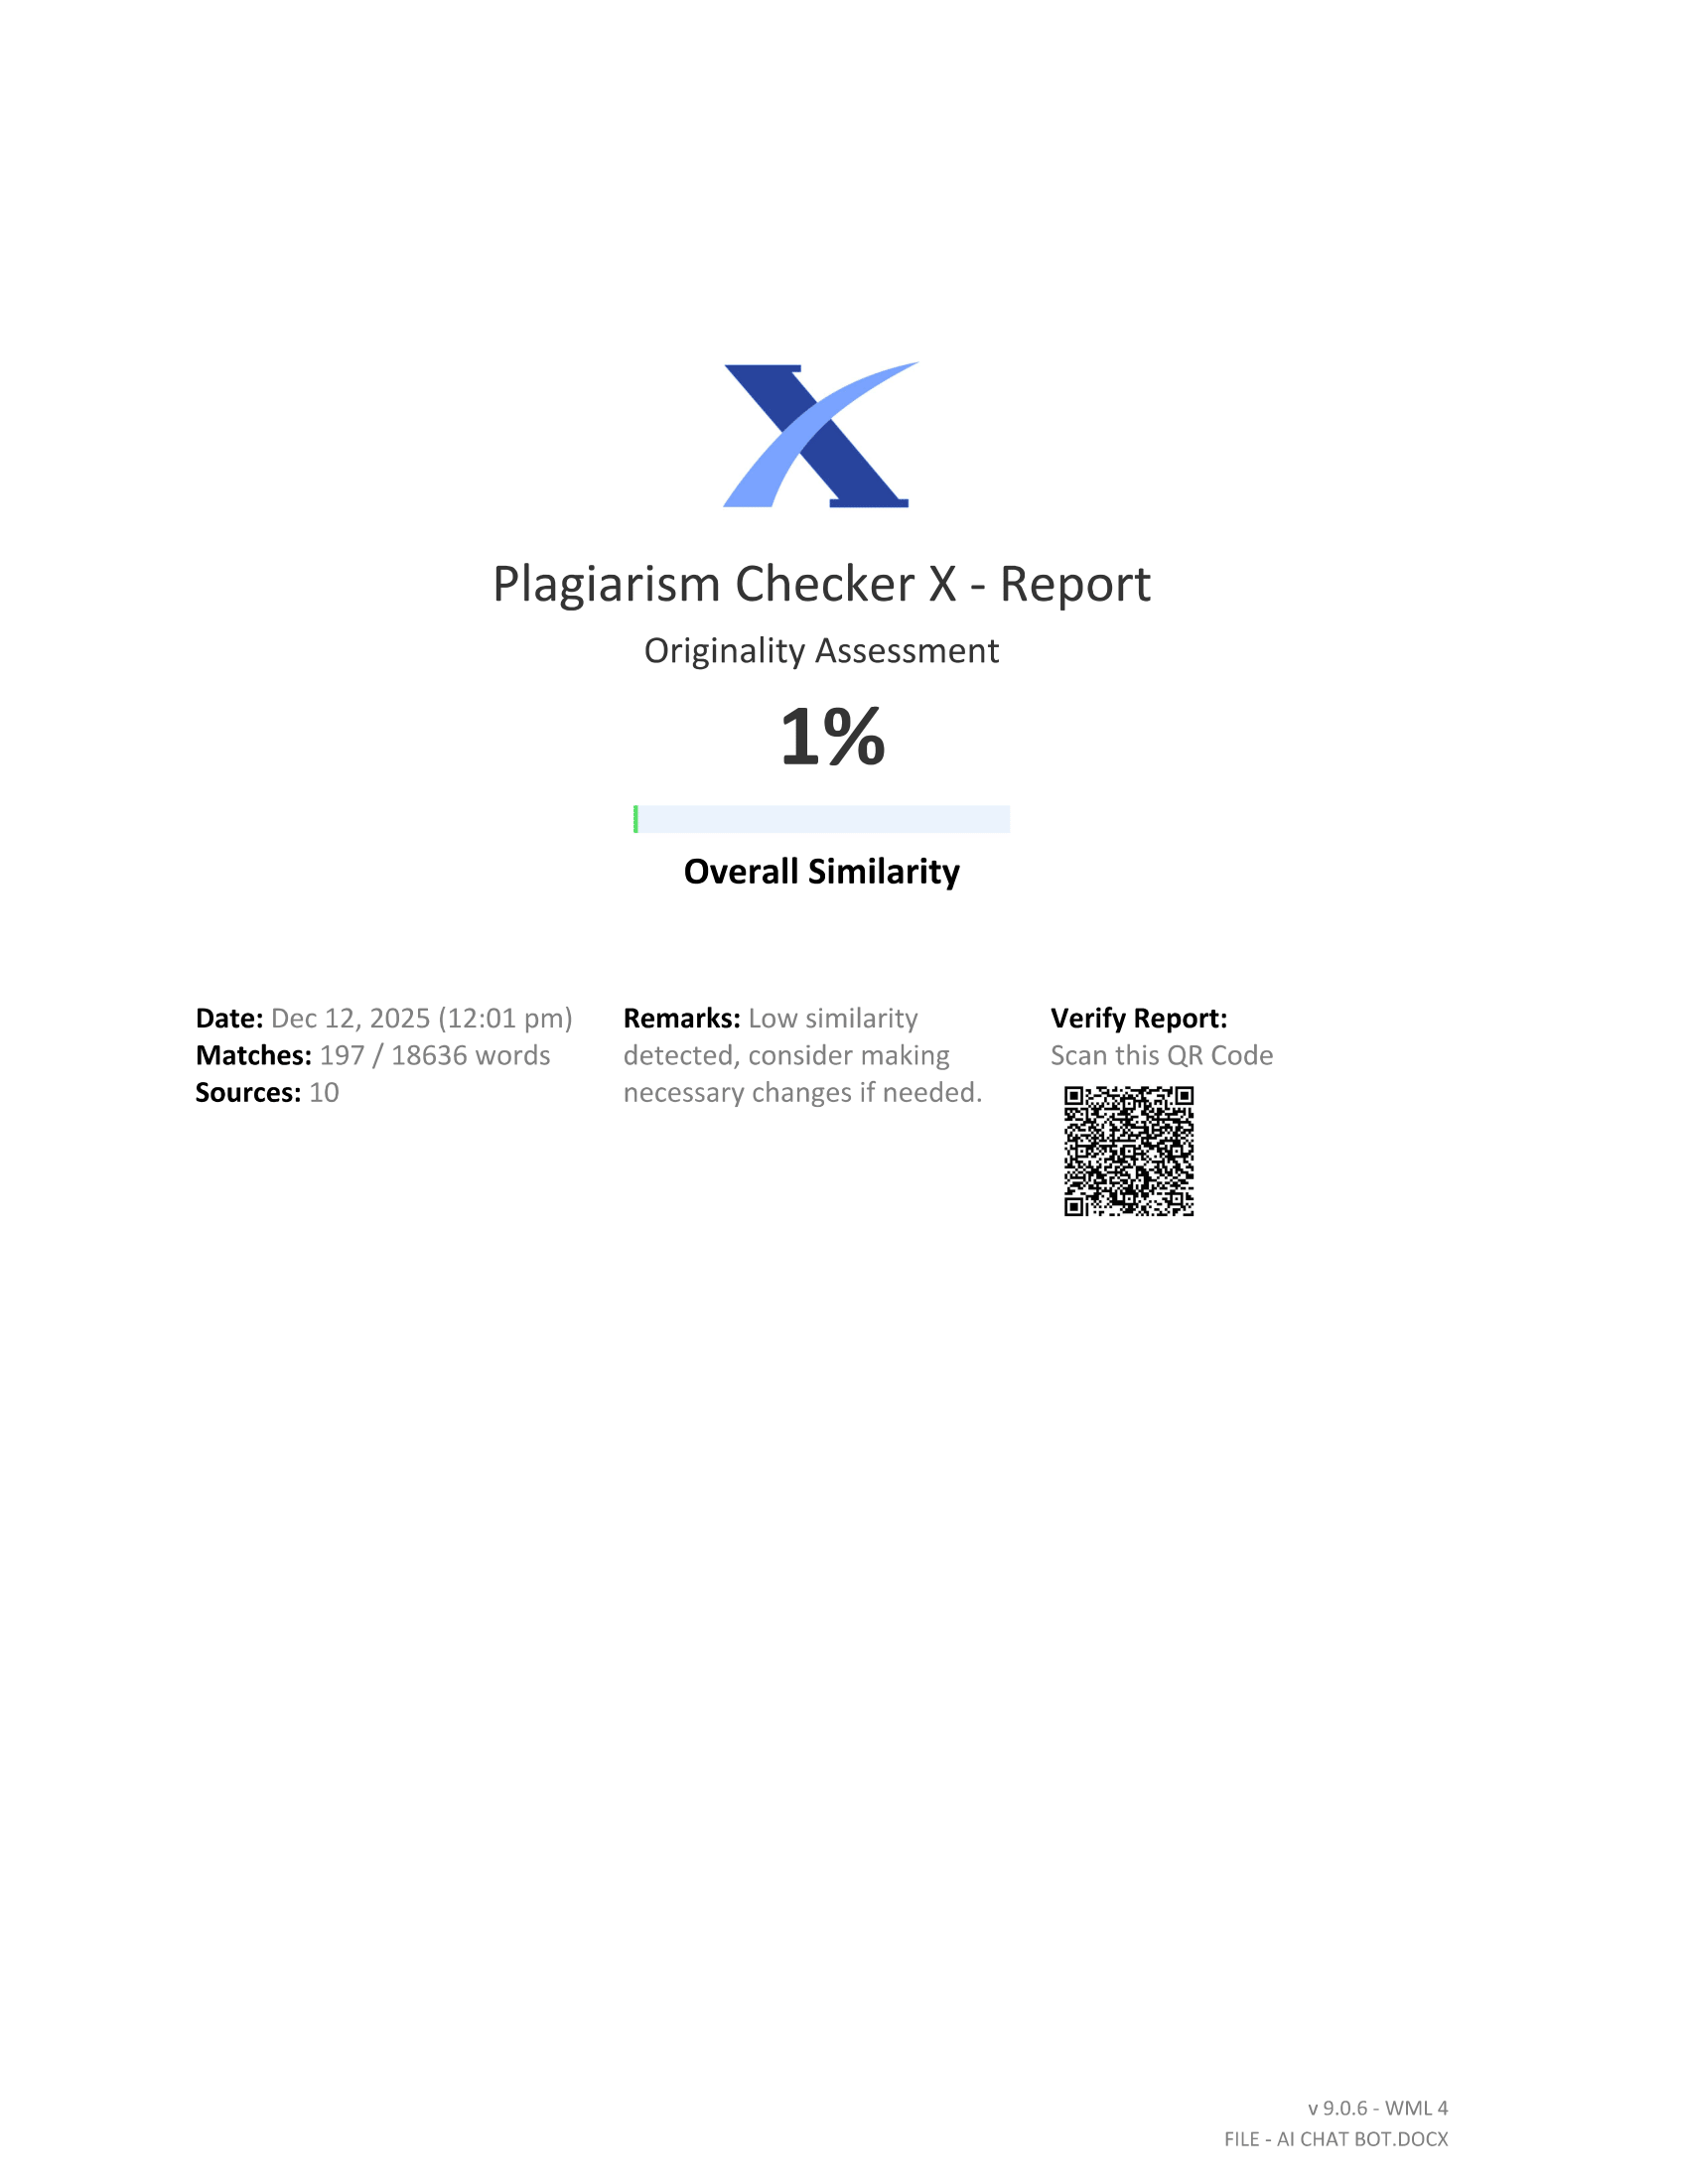 Plagiarism Checker X - Report
Originality Assessment
1%
Overall Similarity
Date: Dec 12, 2025 (12:01 pm)
Matches: 197 / 18636 words
Sources: 10
Remarks: Low similarity
detected, consider making
necessary changes if needed.
Verify Report:
Scan this QR Code
v 9.0.6 - WML 4
FILE - AI CHAT BOT.DOCX